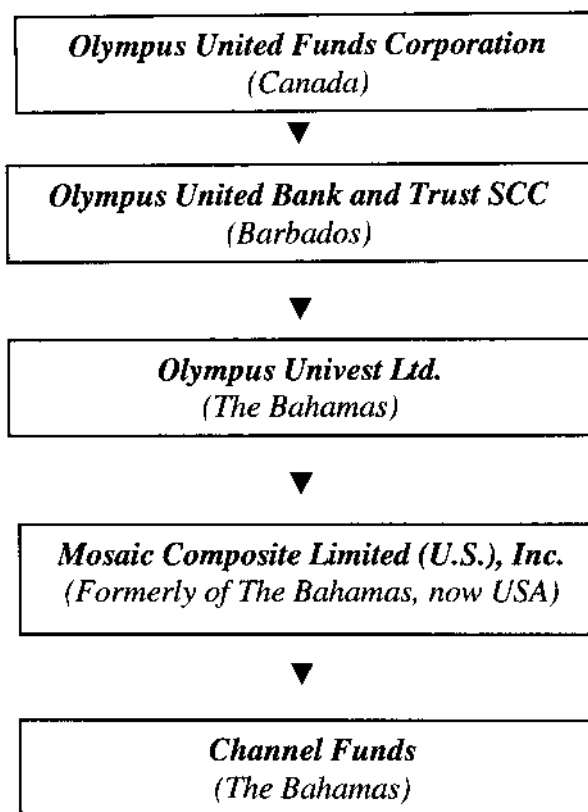 Olympus United Funds Corporation
(Canada)
Olympus United Bank and Trust SCC
(Barbados)
Olympus Univest Ltd.
(The Bahamas)
Mosaic Composite Limited (U.S.), Inc.
(Formerly of The Bahamas, now USA)
Channel Funds
(The Bahamas)